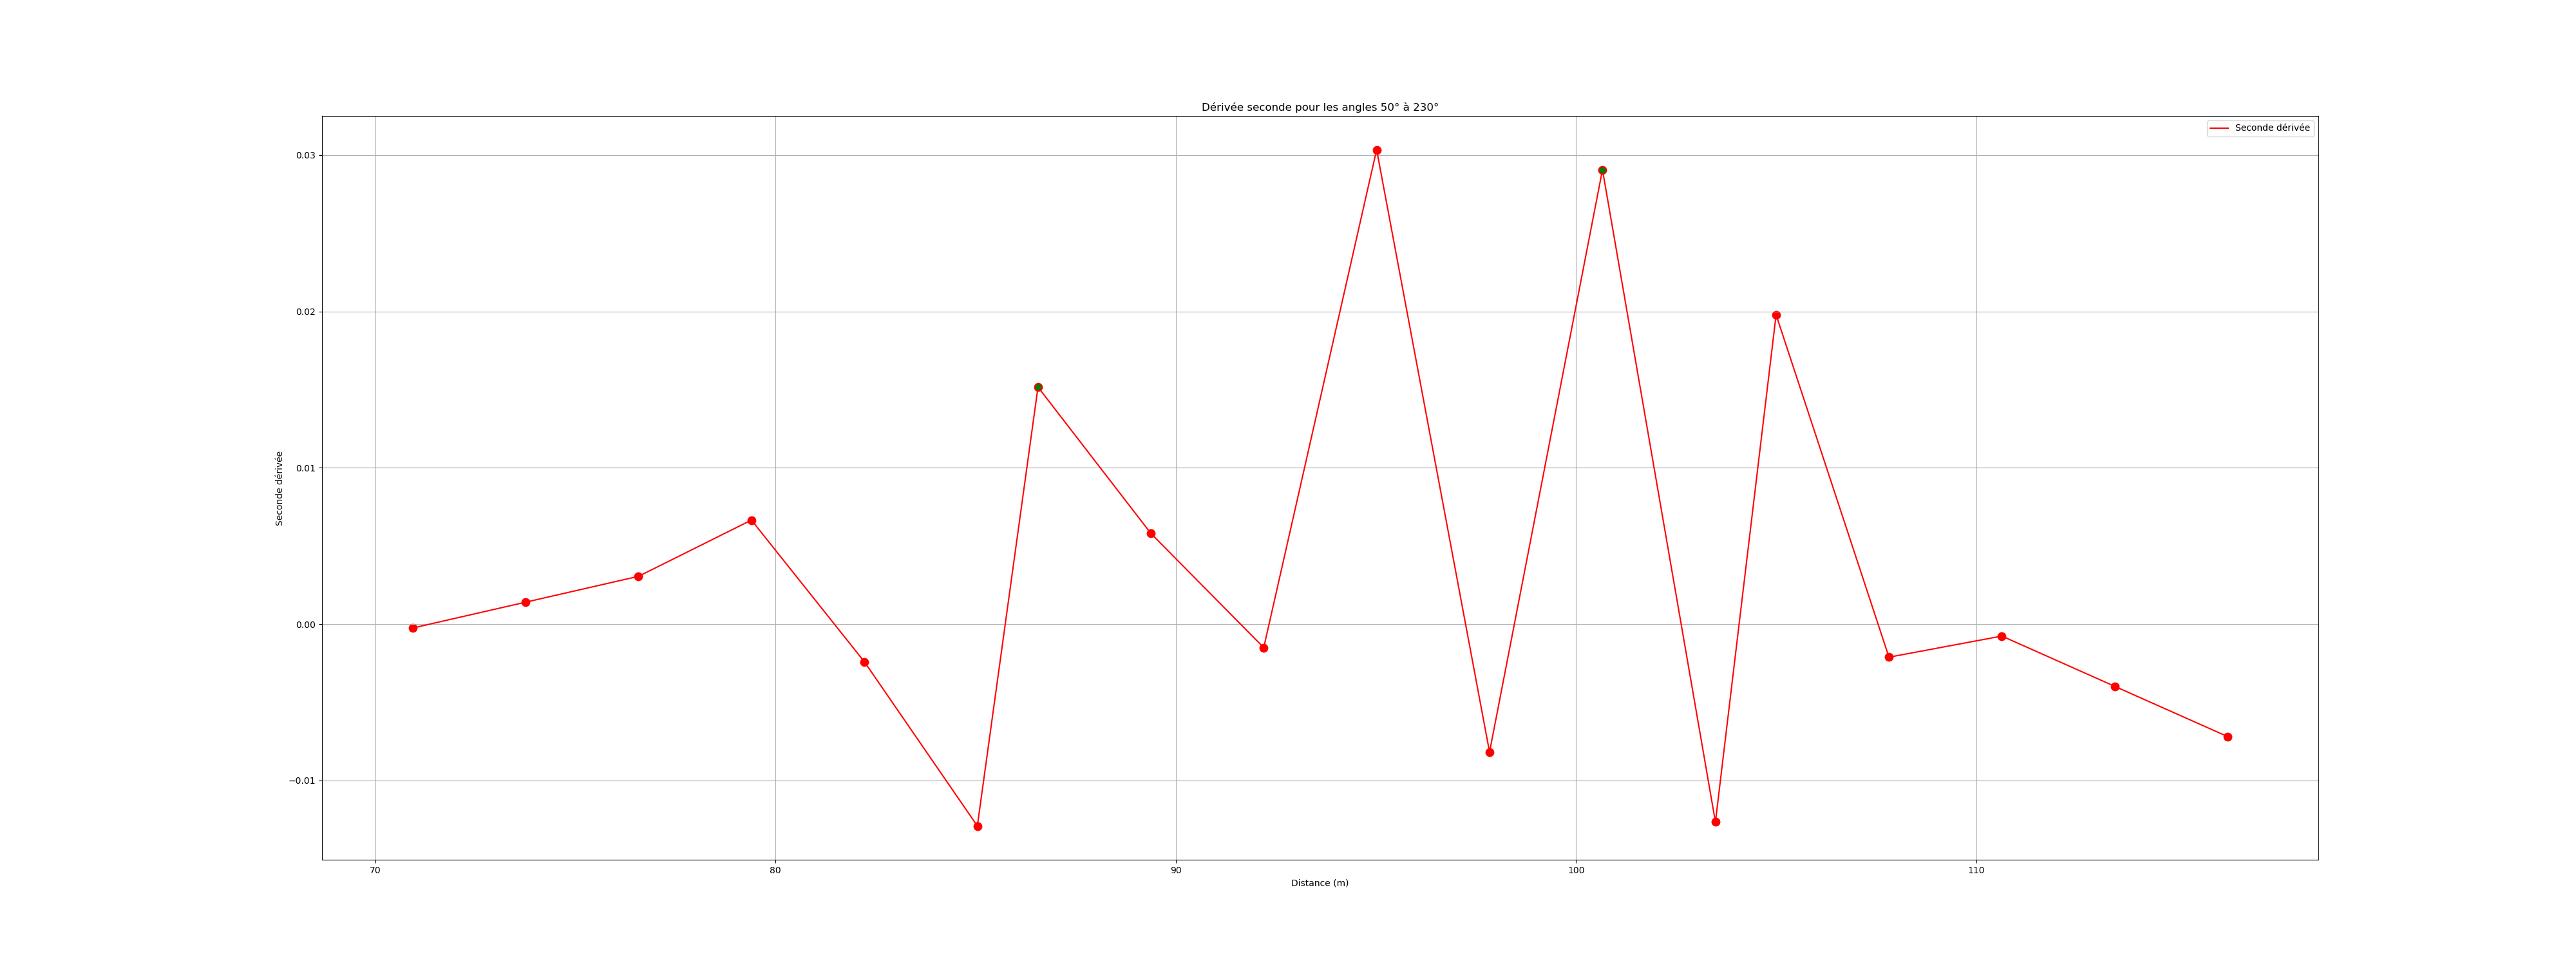 Dérivée seconde pour les angles 50° à 230°
Seconde dérivée
0.03
0.02
0.01
0.00
−0.01
Seconde dérivée
70 80 90 100 110
Distance (m)